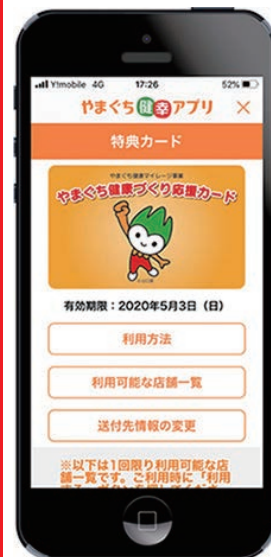 Y!mobile 4G 17:26 52%
やまぐち健幸アプリ ×
特典カード
やまぐち健康マイレージ事業
やまぐち健康づくり応援カード
有効期限：2020年5月3日（日）
利用方法
利用可能な店舗一覧
送付先情報の変更
※以下は1回限り利用可能な店
舗一覧です。ご利用時に「利用